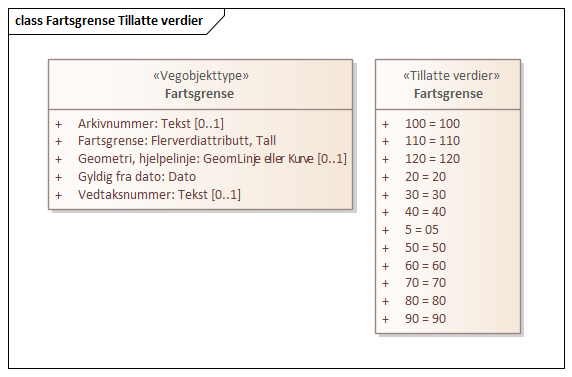 class Fartsgrense Tillatte verdier
«Vegobjekttype»
Fartsgrense
+ Arkivnummer: Tekst [0..1]
+ Fartsgrense: Flerverdiattributt, Tall
+ Geometri, hjelpelinje: GeomLinje eller Kurve [0..1]
+ Gyldig fra dato: Dato
+ Vedtaksnummer: Tekst [0..1]
«Tillatte verdier»
Fartsgrense
+ 100 = 100
+ 110 = 110
+ 120 = 120
+ 20 = 20
+ 30 = 30
+ 40 = 40
+ 5 = 05
+ 50 = 50
+ 60 = 60
+ 70 = 70
+ 80 = 80
+ 90 = 90